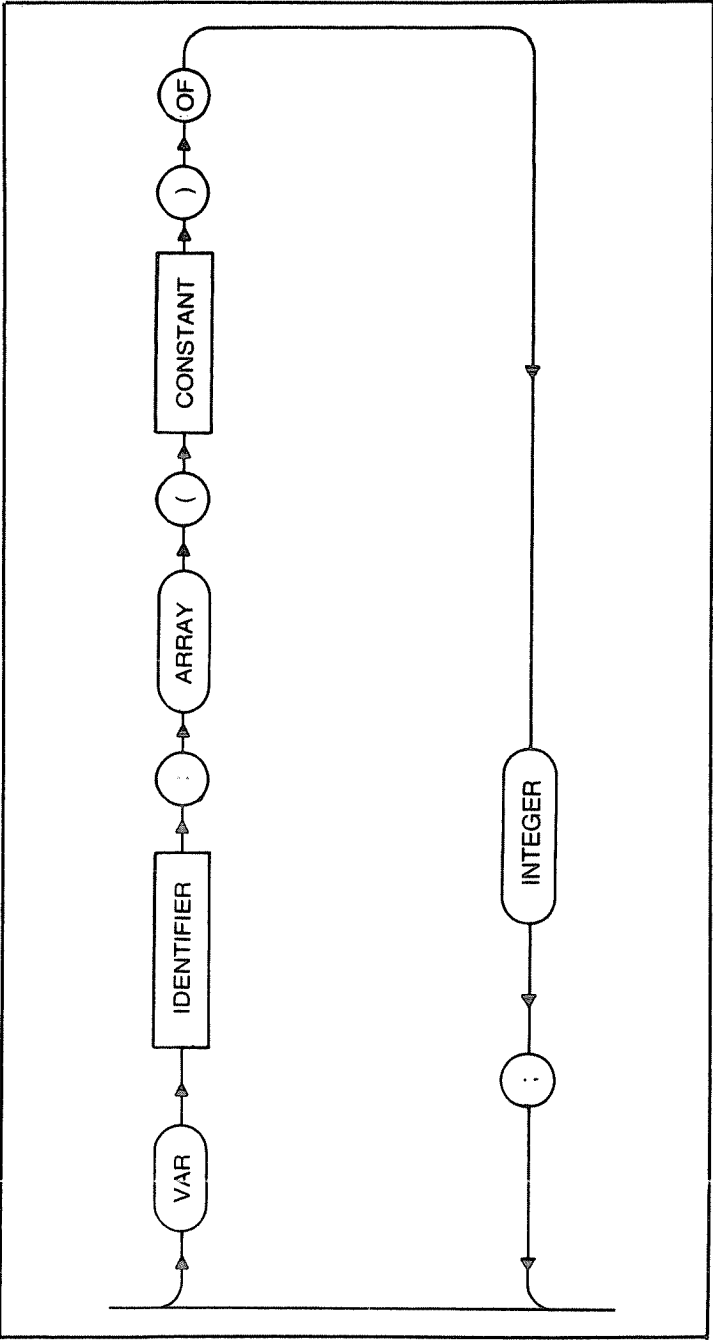 VAR
IDENTIFIER
:
ARRAY
(
CONSTANT
)
OF
INTEGER
;